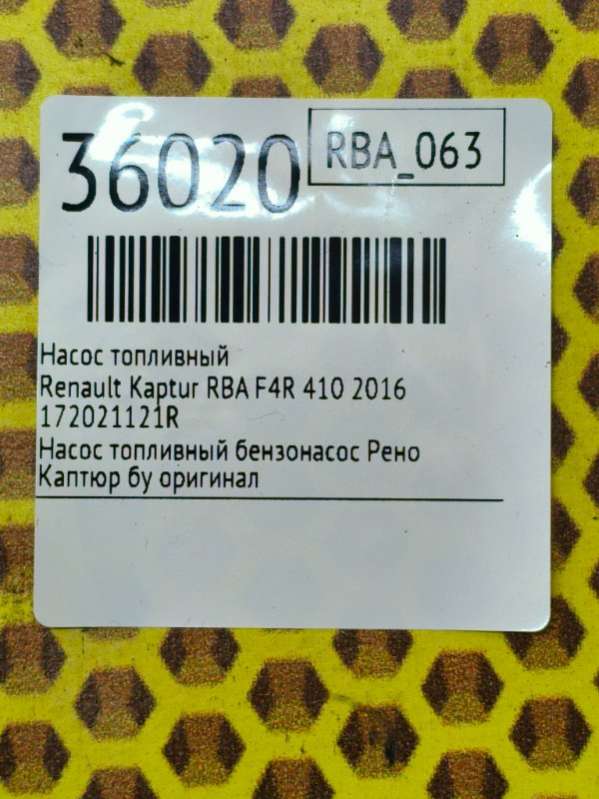 36020
RBA_063
Насос топливный
Renault Kaptur RBA F4R 410 2016
172021121R
Насос топливный бензонасос Рено
Каптюр бу оригинал